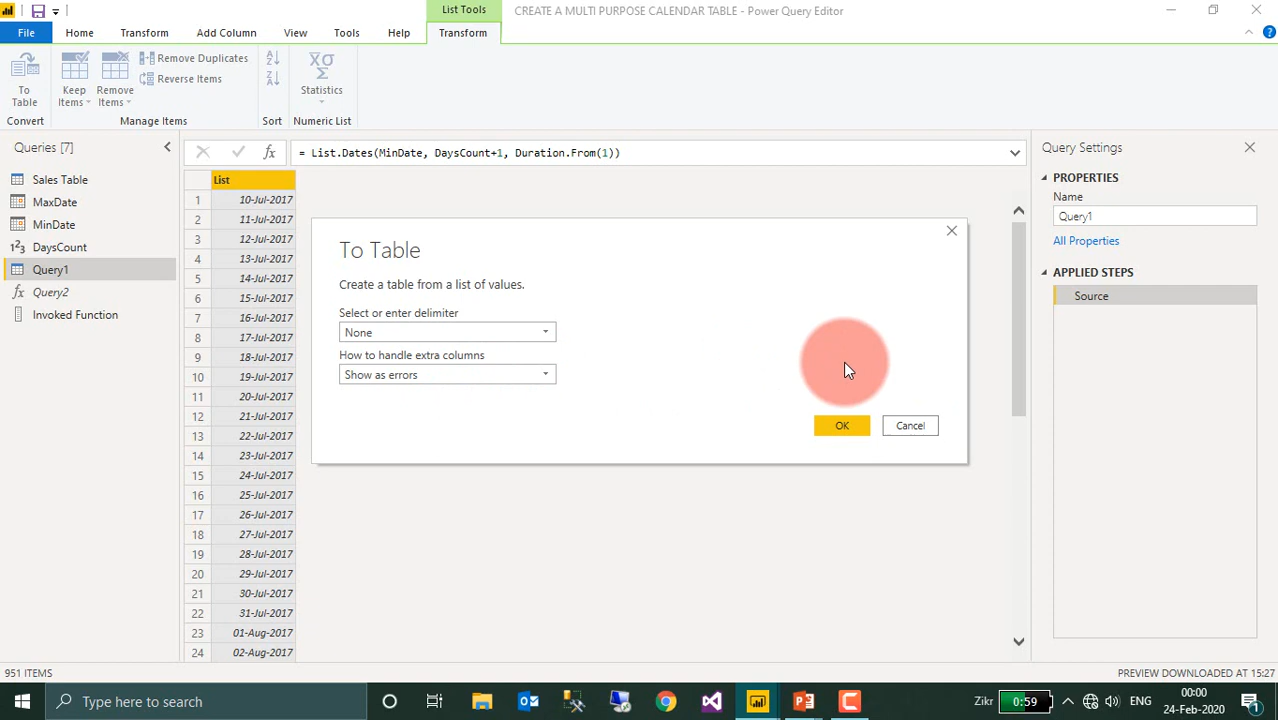 List Tools
CREATE A MULTI PURPOSE CALENDAR TABLE - Power Query Editor
File
Home
Transform
Add Column
View
Tools
Help
Transform
To
Table
Keep
Items
Remove
Items
Remove Duplicates
Reverse Items
Statistics
Convert
Manage Items
Sort
Numeric List
Queries [7]
Sales Table
MaxDate
MinDate
DaysCount
Query1
Query2
Invoked Function
= List.Dates(MinDate, DaysCount+1, Duration.From(1))
List
1 10-Jul-2017
2 11-Jul-2017
3 12-Jul-2017
4 13-Jul-2017
5 14-Jul-2017
6 15-Jul-2017
7 16-Jul-2017
8 17-Jul-2017
9 18-Jul-2017
10 19-Jul-2017
11 20-Jul-2017
12 21-Jul-2017
13 22-Jul-2017
14 23-Jul-2017
15 24-Jul-2017
16 25-Jul-2017
17 26-Jul-2017
18 27-Jul-2017
19 28-Jul-2017
20 29-Jul-2017
21 30-Jul-2017
22 31-Jul-2017
23 01-Aug-2017
24 02-Aug-2017
To Table
Create a table from a list of values.
Select or enter delimiter
None
How to handle extra columns
Show as errors
OK
Cancel
Query Settings
PROPERTIES
Name
Query1
All Properties
APPLIED STEPS
Source
951 ITEMS
PREVIEW DOWNLOADED AT 15:27
Type here to search
Zikr
0:59
ENG
00:00
24-Feb-2020